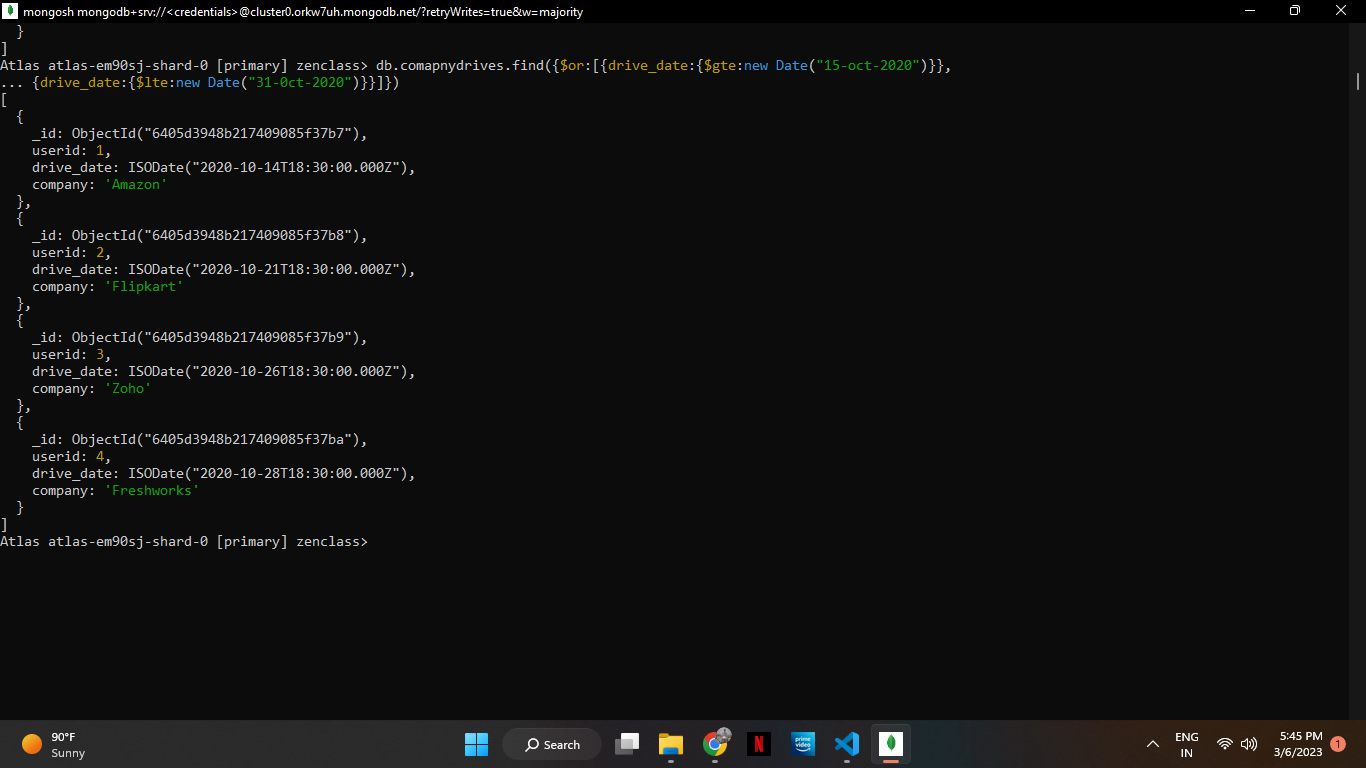 mongosh mongodb+srv://<credentials>@cluster0.orkw7uh.mongodb.net/?retryWrites=true&w=majority
  }
]
Atlas atlas-em90sj-shard-0 [primary] zenclass> db.comapnydrives.find({$or:[{drive_date:{$gte:new Date("15-oct-2020")}},
... {drive_date:{$lte:new Date("31-0ct-2020")}}]})
[
  {
    _id: ObjectId("6405d3948b217409085f37b7"),
    userid: 1,
    drive_date: ISODate("2020-10-14T18:30:00.000Z"),
    company: 'Amazon'
  },
  {
    _id: ObjectId("6405d3948b217409085f37b8"),
    userid: 2,
    drive_date: ISODate("2020-10-21T18:30:00.000Z"),
    company: 'Flipkart'
  },
  {
    _id: ObjectId("6405d3948b217409085f37b9"),
    userid: 3,
    drive_date: ISODate("2020-10-26T18:30:00.000Z"),
    company: 'Zoho'
  },
  {
    _id: ObjectId("6405d3948b217409085f37ba"),
    userid: 4,
    drive_date: ISODate("2020-10-28T18:30:00.000Z"),
    company: 'Freshworks'
  }
]
Atlas atlas-em90sj-shard-0 [primary] zenclass>
90°F
Sunny
Search
N
prime video
ENG
IN
5:45 PM
3/6/2023
1